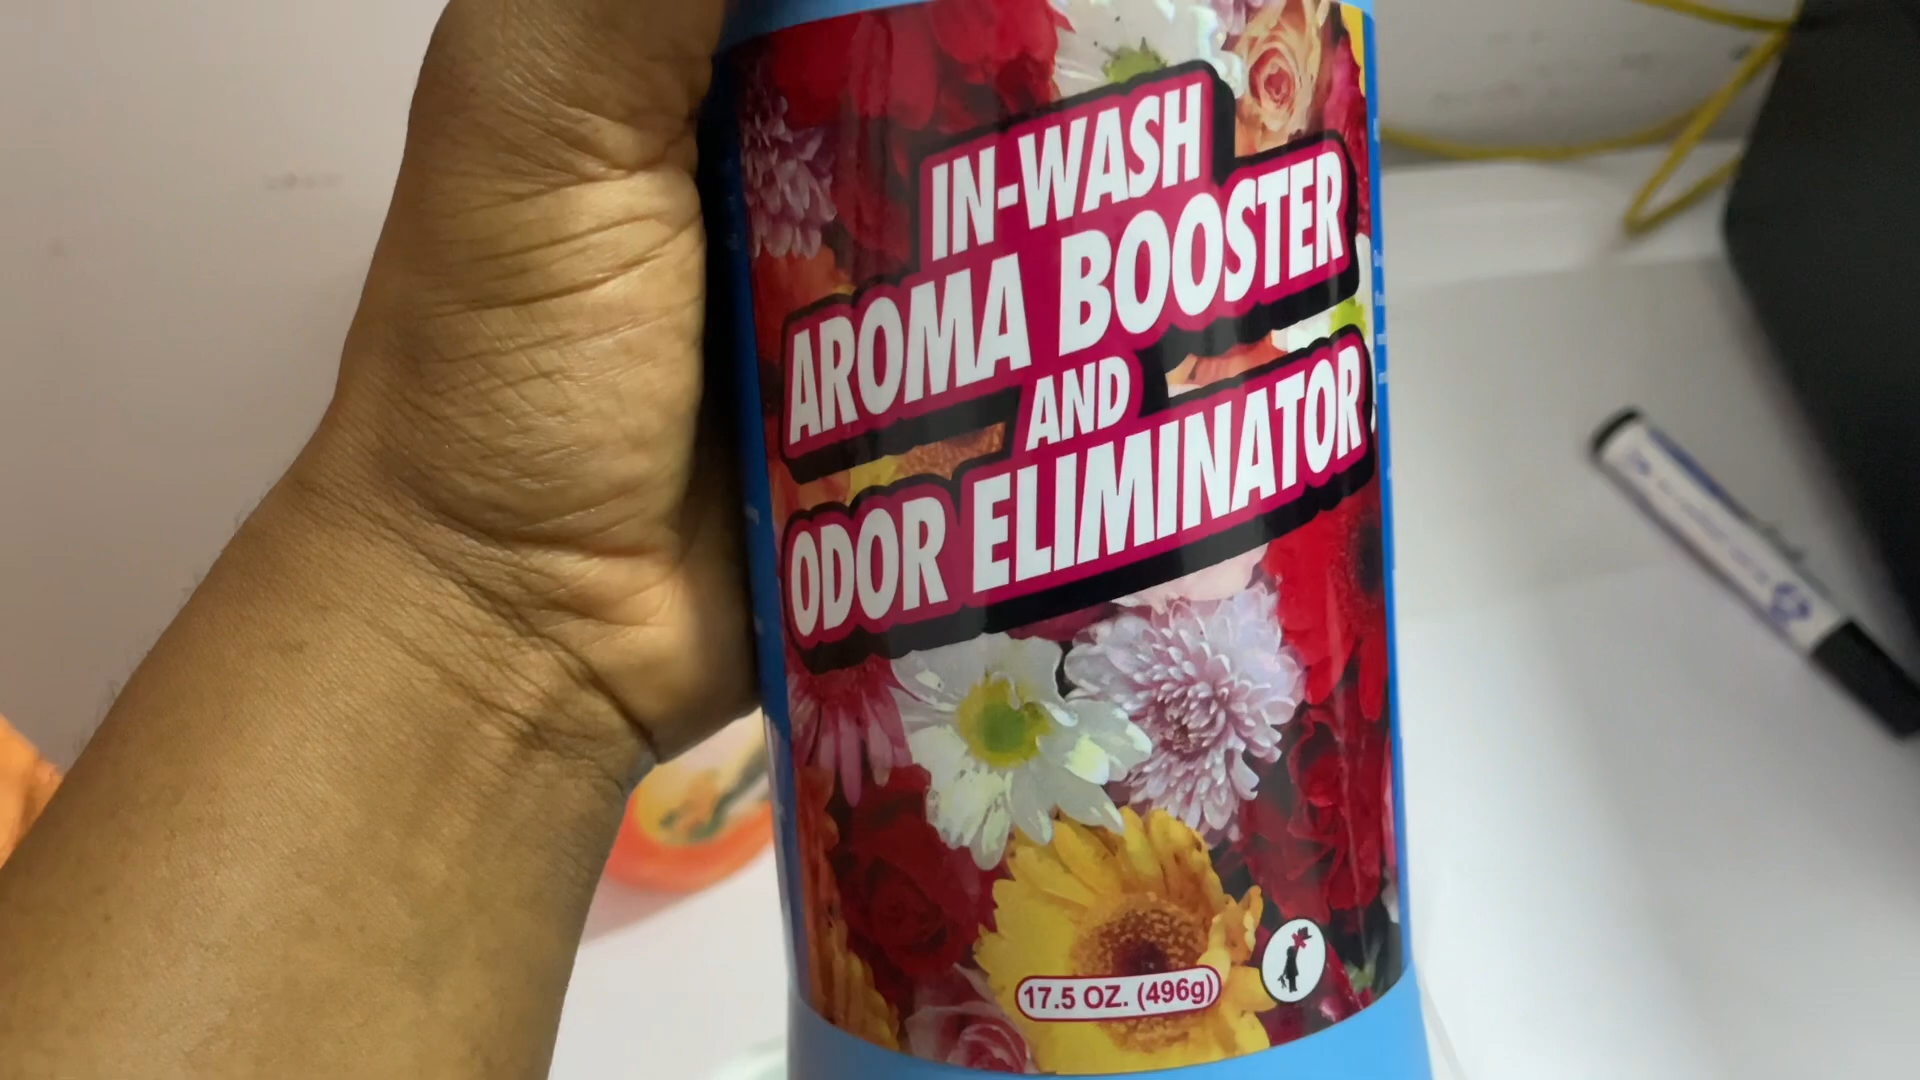 IN-WASH
AROMA BOOSTER
AND
ODOR ELIMINATOR
17.5 OZ. (496g)